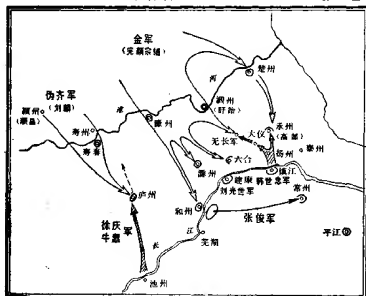 金军
(完颜宗辅)
伪齐军
(刘麟)
颍州
(顺昌)
寿州
寿春
淮
濠州
河
泗州
(盱眙)
楚州
承州
(高邮)
大仪
天长军
六合
扬州
泰州
滁州
镇江
建康
韩世忠军
刘光世军
常州
庐州
和州
张俊军
徐庆
牛皋
军
长
江
芜湖
平江
池州